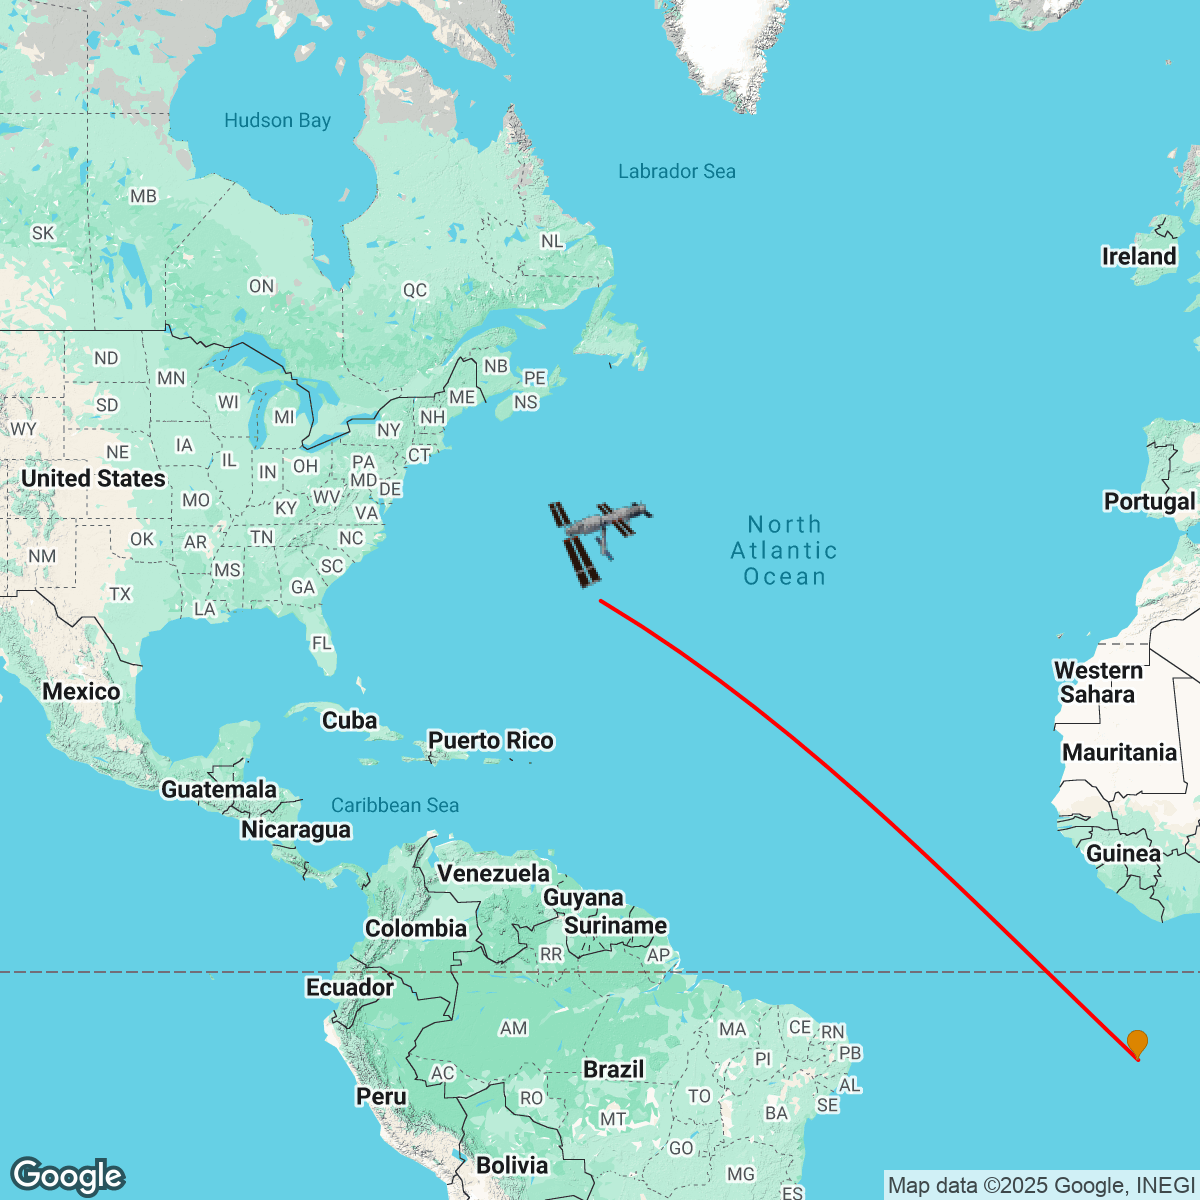 Hudson Bay
Labrador Sea
MB
SK
NL
Ireland
ON
QC
ND
MN
NB
PE
SD
WI
MI
ME
NS
WY
NH
NY
IA
NE
IL
IN
OH
PA
CT
United States
MD
DE
MO
KY
WV
VA
Portugal
North
Atlantic
Ocean
OK
AR
TN
NC
NM
MS
SC
TX
GA
LA
FL
Western
Sahara
Mexico
Cuba
Puerto Rico
Mauritania
Guatemala
Caribbean Sea
Nicaragua
Guinea
Venezuela
Guyana
Colombia
Suriname
RR
AP
Ecuador
AM
MA
CE
RN
PI
PB
Brazil
AC
AL
Peru
RO
TO
SE
MT
BA
GO
Bolivia
MG
ES
Google
Map data ©2025 Google, INEGI